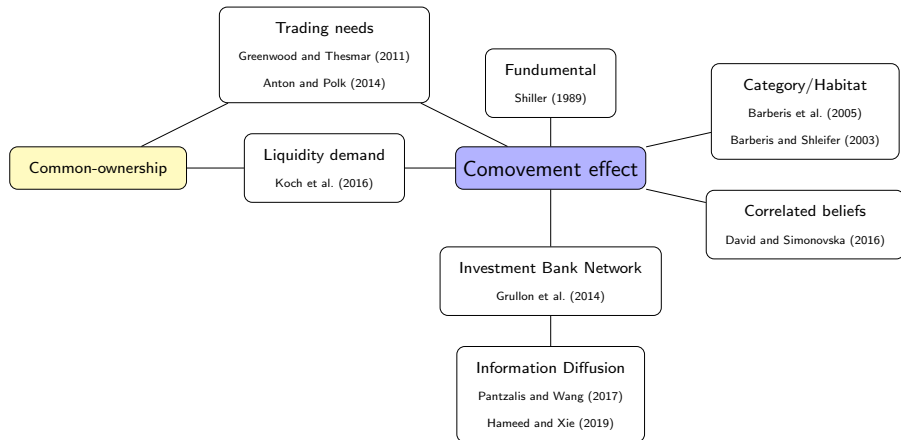 Trading needs
Greenwood and Thesmar (2011)
Anton and Polk (2014)
Fundumental
Shiller (1989)
Category/Habitat
Barberis et al. (2005)
Barberis and Shleifer (2003)
Common-ownership
Liquidity demand
Koch et al. (2016)
Comovement effect
Correlated beliefs
David and Simonovska (2016)
Investment Bank Network
Grullon et al. (2014)
Information Diffusion
Pantzalis and Wang (2017)
Hameed and Xie (2019)